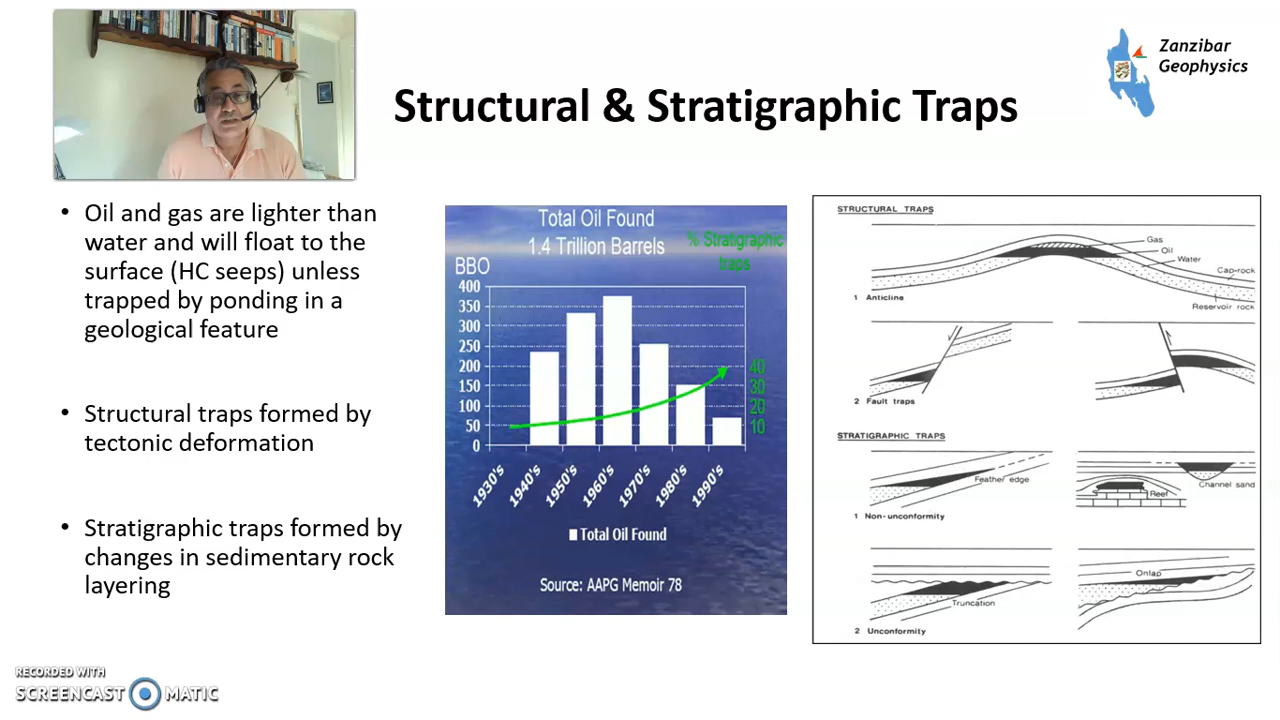 Zanzibar
Geophysics
Structural & Stratigraphic Traps
• Oil and gas are lighter than
water and will float to the
surface (HC seeps) unless
trapped by ponding in a
geological feature
• Structural traps formed by
tectonic deformation
• Stratigraphic traps formed by
changes in sedimentary rock
layering
Total Oil Found
1.4 Trillion Barrels
% Stratigraphic
traps
BBO
400
350
300
250
200
150
100
50
0
40
30
20
10
1930's
1940's
1950's
1960's
1970's
1980's
1990's
Total Oil Found
Source: AAPG Memoir 78
STRUCTURAL TRAPS
Gas
Oil
Water
Cap-rock
Reservoir rock
1 Anticline
2 Fault traps
STRATIGRAPHIC TRAPS
Feather edge
Reef
Channel sand
1 Non-unconformity
Truncation
Onlap
2 Unconformity
RECORDED WITH
SCREENCAST MATIC